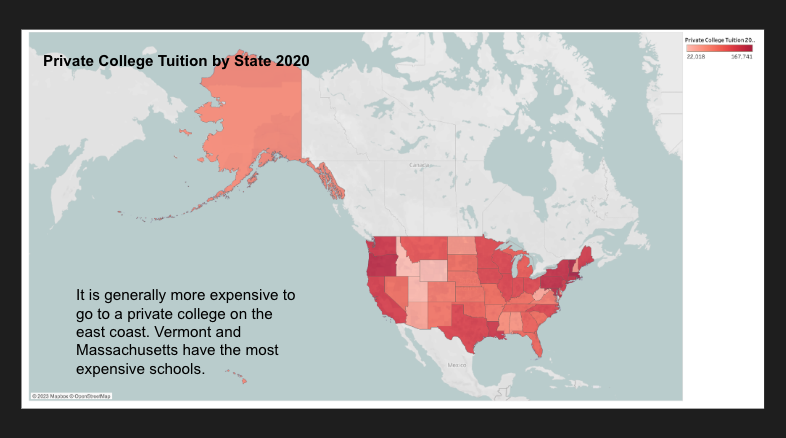 Private College Tuition by State 2020
Private College Tuition 20..
22,018 167,741
Canada
It is generally more expensive to
go to a private college on the
east coast. Vermont and
Massachusetts have the most
expensive schools.
Mexico
© 2023 Mapbox © OpenStreetMap